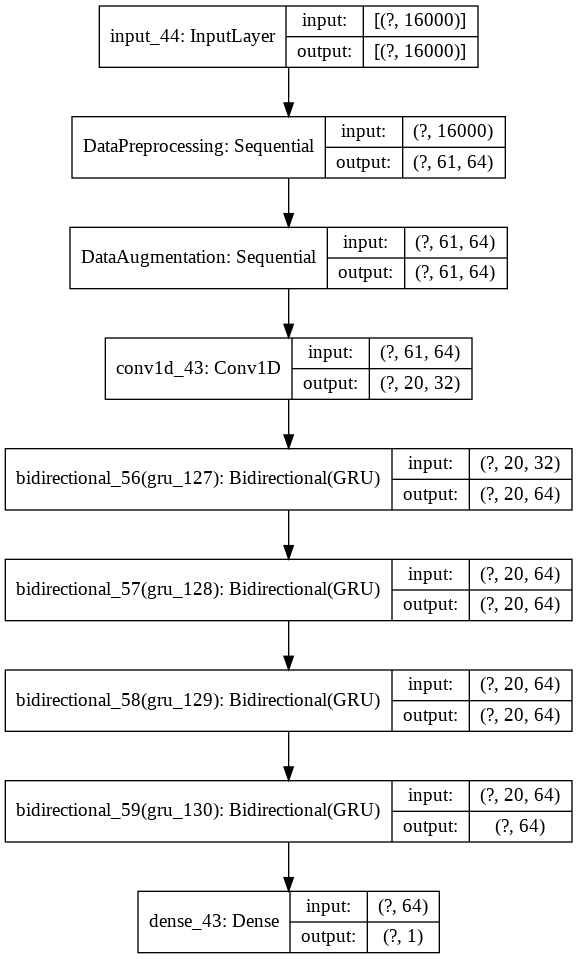 input_44: InputLayer
input:
[(?, 16000)]
output:
[(?, 16000)]
DataPreprocessing: Sequential
input:
(?, 16000)
output:
(?, 61, 64)
DataAugmentation: Sequential
input:
(?, 61, 64)
output:
(?, 61, 64)
conv1d_43: Conv1D
input:
(?, 61, 64)
output:
(?, 20, 32)
bidirectional_56(gru_127): Bidirectional(GRU)
input:
(?, 20, 32)
output:
(?, 20, 64)
bidirectional_57(gru_128): Bidirectional(GRU)
input:
(?, 20, 64)
output:
(?, 20, 64)
bidirectional_58(gru_129): Bidirectional(GRU)
input:
(?, 20, 64)
output:
(?, 20, 64)
bidirectional_59(gru_130): Bidirectional(GRU)
input:
(?, 20, 64)
output:
(?, 64)
dense_43: Dense
input:
(?, 64)
output:
(?, 1)